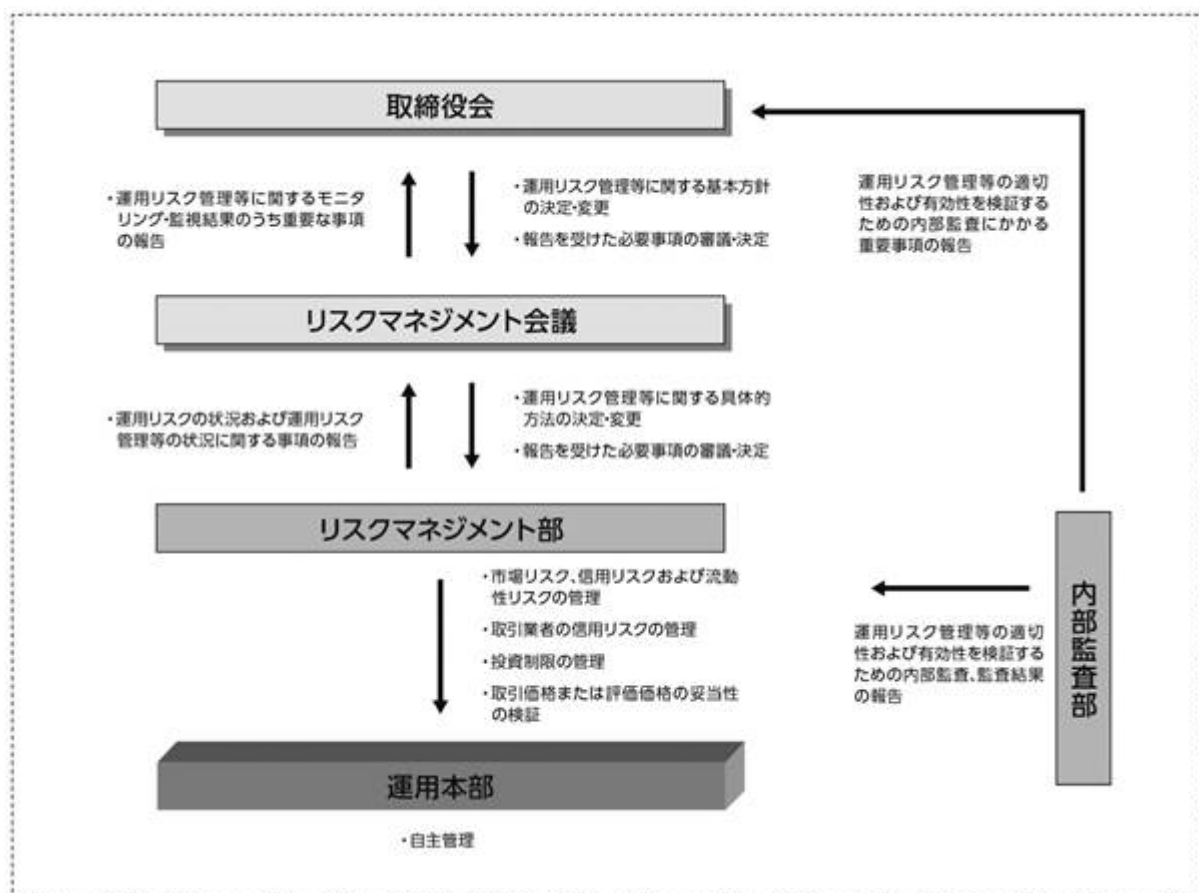 取締役会
・運用リスク管理等に関するモニタ
リング・監視結果のうち重要な事項
の報告
・運用リスク管理等に関する基本方針
の決定・変更
・報告を受けた必要事項の審議・決定
運用リスク管理等の適切
性および有効性を検証する
ための内部監査にかかる
重要事項の報告
リスクマネジメント会議
・運用リスクの状況および運用リスク
管理等の状況に関する事項の報告
・運用リスク管理等に関する具体的
方法の決定・変更
・報告を受けた必要事項の審議・決定
リスクマネジメント部
・市場リスク、信用リスクおよび流動
性リスクの管理
・取引業者の信用リスクの管理
・投資制限の管理
・取引価格または評価価格の妥当性
の検証
運用リスク管理等の適切
性および有効性を検証する
ための内部監査、監査結果
の報告
内部監査部
運用本部
・自主管理